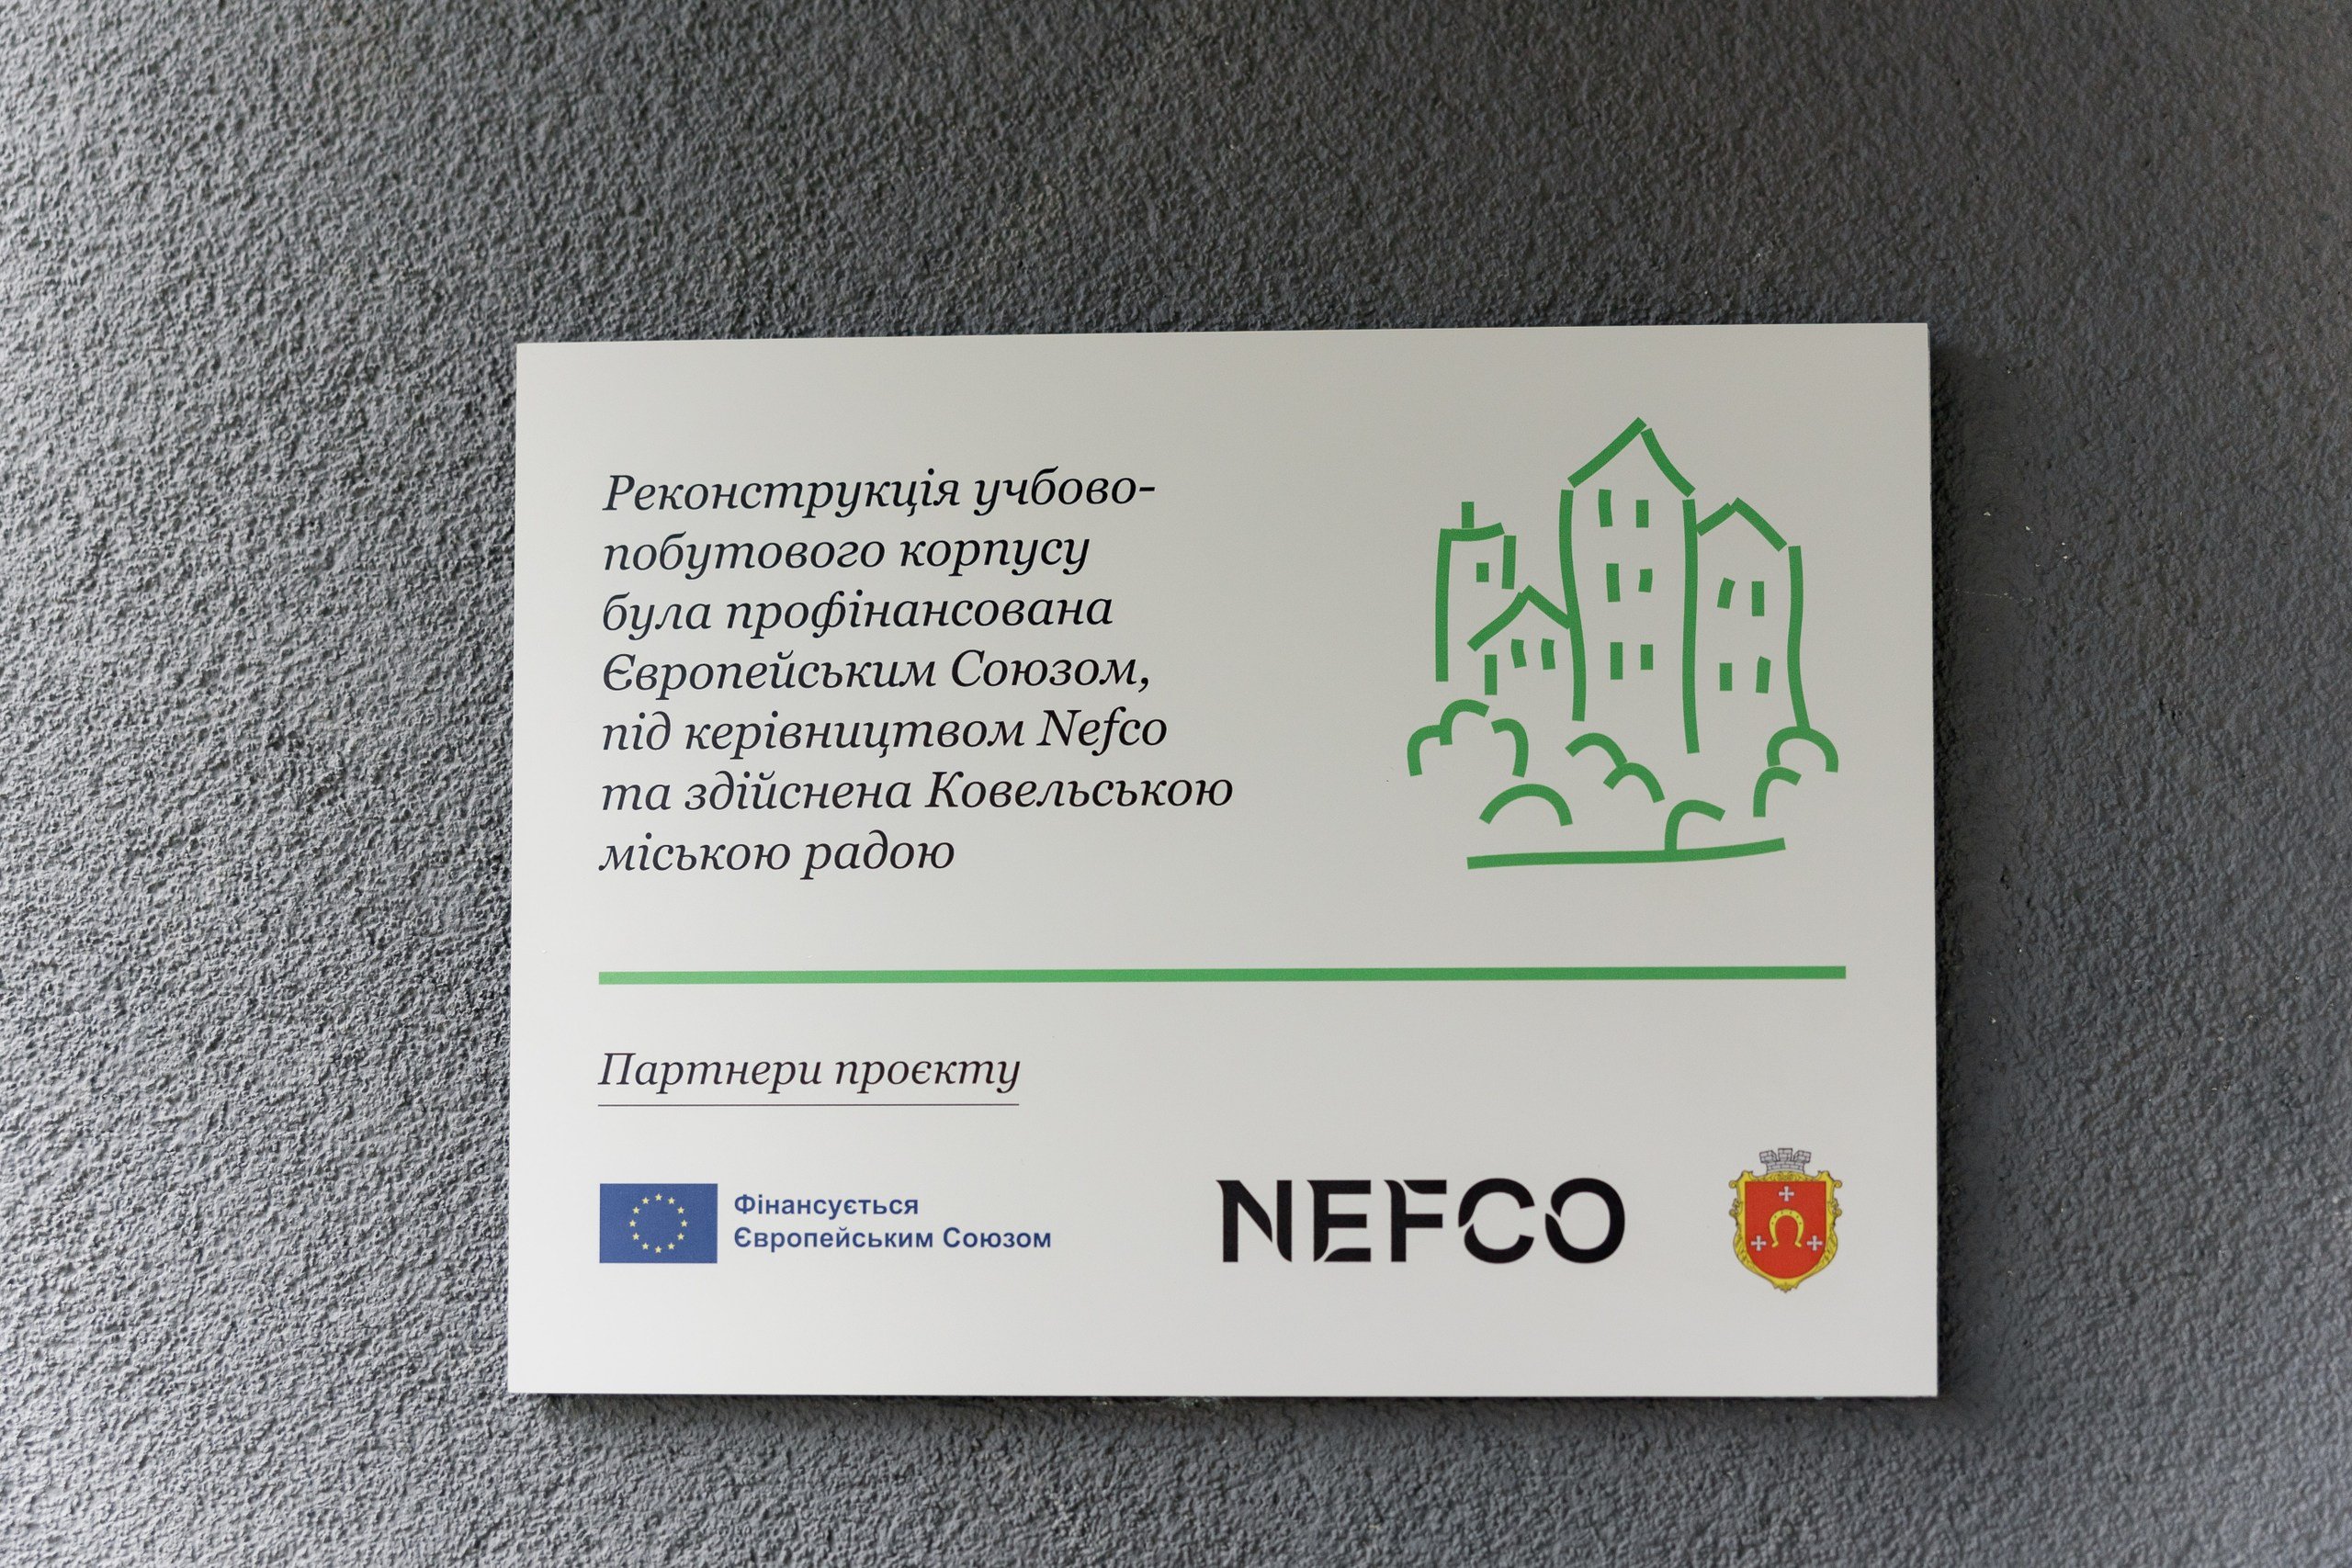 Реконструкція учбово-
побутового корпусу
була профінансована
Європейським Союзом,
під керівництвом Nefco
та здійснена Ковельською
міською радою
Партнери проєкту
Фінансується
Європейським Союзом
NEFCO